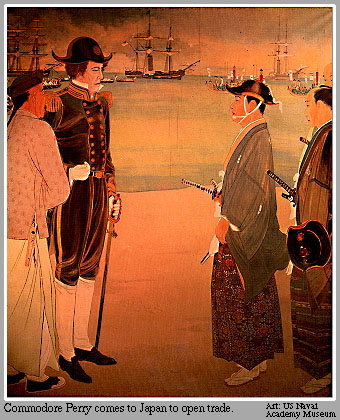 Commodore Perry comes to Japan to open trade.
Art: US Naval
Academy Museum